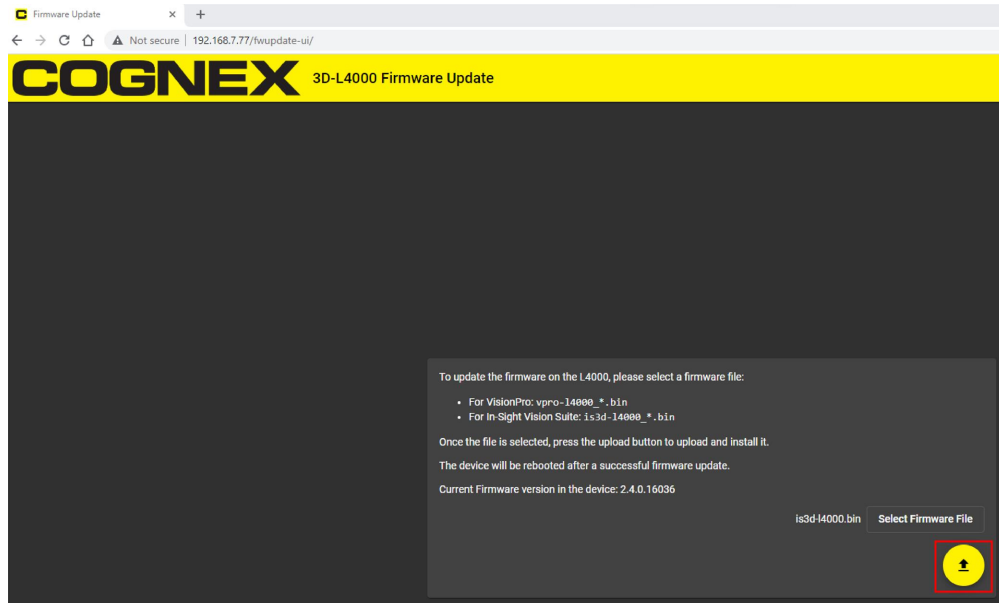 Firmware Update
Not secure | 192.168.7.77/fwupdate-ui/
COGNEX 3D-L4000 Firmware Update
To update the firmware on the L4000, please select a firmware file:
• For VisionPro: vpro-l4000_*.bin
• For In-Sight Vision Suite: is3d-l4000_*.bin
Once the file is selected, press the upload button to upload and install it.
The device will be rebooted after a successful firmware update.
Current Firmware version in the device: 2.4.0.16036
is3d-l4000.bin Select Firmware File